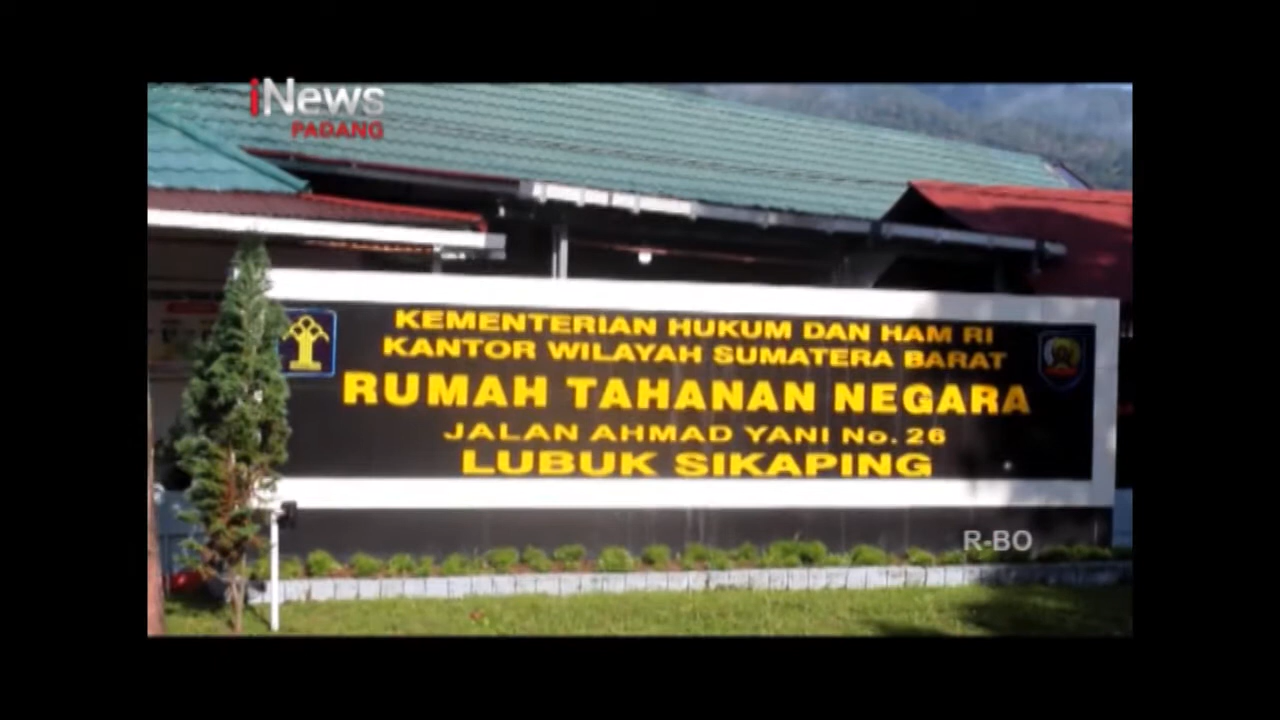 iNews
PADANG
KEMENTERIAN HUKUM DAN HAM RI
KANTOR WILAYAH SUMATERA BARAT
RUMAH TAHANAN NEGARA
JALAN AHMAD YANI No. 26
LUBUK SIKAPING
R-BO